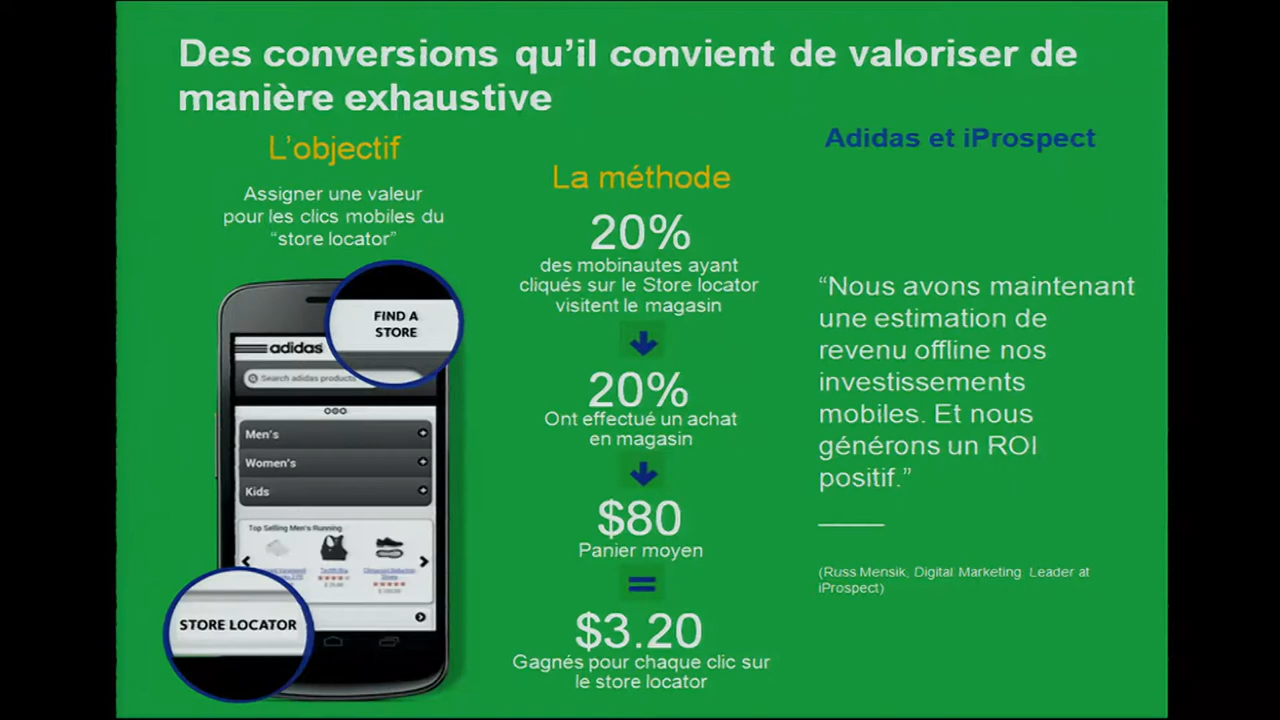 Des conversions qu’il convient de valoriser de
manière exhaustive
L’objectif
Assigner une valeur
pour les clics mobiles du
“store locator”
FIND A
STORE
adidas
Search adidas products
Men's
Women's
Kids
Top Selling Men's Running
STORE LOCATOR
La méthode
20%
des mobinautes ayant
cliqués sur le Store locator
visitent le magasin
20%
Ont effectué un achat
en magasin
$80
Panier moyen
=
$3.20
Gagnés pour chaque clic sur
le store locator
Adidas et iProspect
“Nous avons maintenant
une estimation de
revenu offline nos
investissements
mobiles. Et nous
générons un ROI
positif.”
(Russ Mensik, Digital Marketing Leader at
iProspect)